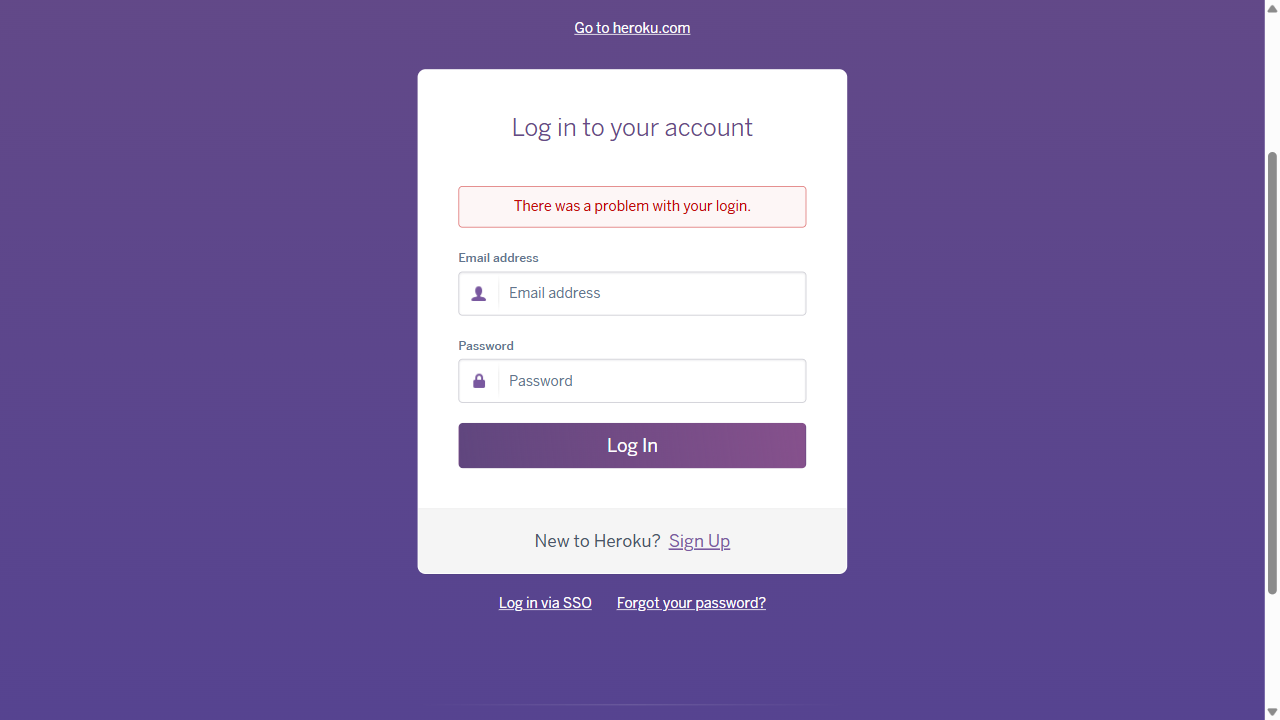 Go to heroku.com
Log in to your account
There was a problem with your login.
Email address
Email address
Password
Password
Log In
New to Heroku? Sign Up
Log in via SSO Forgot your password?